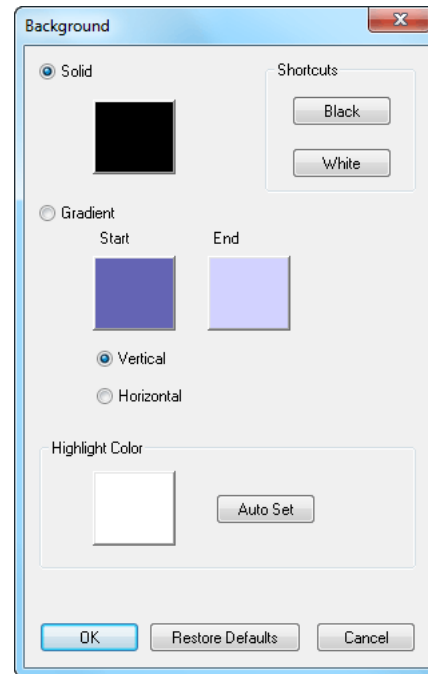 Background
Solid
Shortcuts
Black
White
Gradient
Start End
Vertical
Horizontal
Highlight Color
Auto Set
OK Restore Defaults Cancel